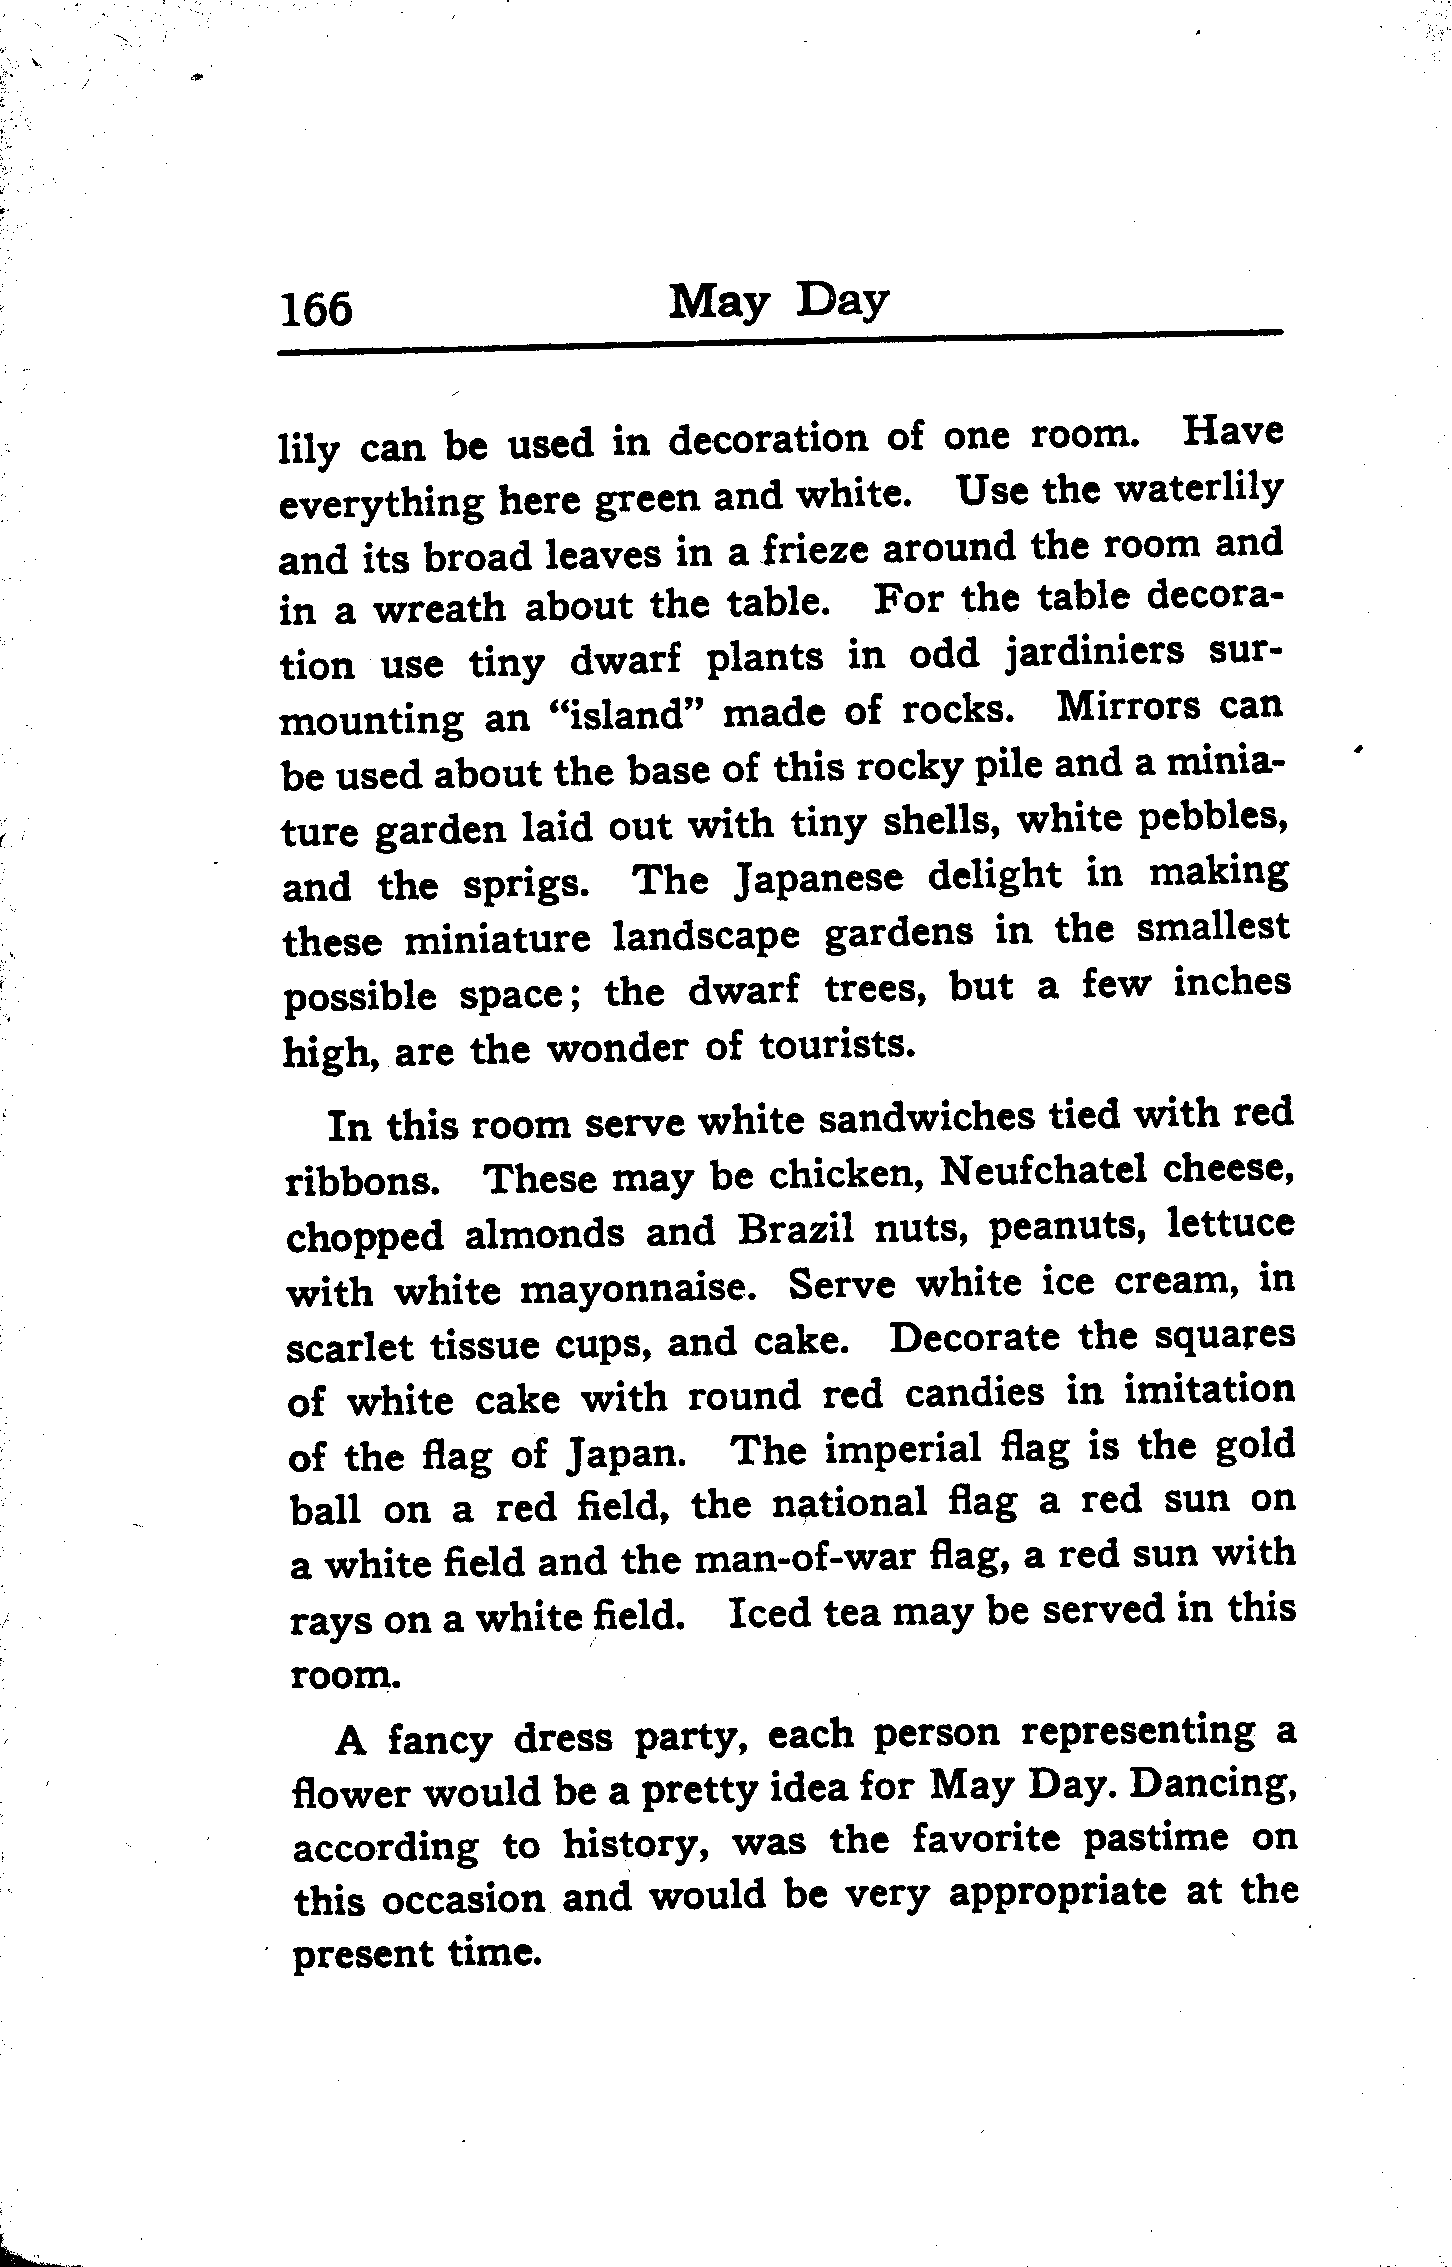 166 May Day
lily can be used in decoration of one room. Have
everything here green and white. Use the waterlily
and its broad leaves in a frieze around the room and
in a wreath about the table. For the table decora-
tion use tiny dwarf plants in odd jardiniers sur-
mounting an “island” made of rocks. Mirrors can
be used about the base of this rocky pile and a minia-
ture garden laid out with tiny shells, white pebbles,
and the sprigs. The Japanese delight in making
these miniature landscape gardens in the smallest
possible space; the dwarf trees, but a few inches
high, are the wonder of tourists.
In this room serve white sandwiches tied with red
ribbons. These may be chicken, Neufchatel cheese,
chopped almonds and Brazil nuts, peanuts, lettuce
with white mayonnaise. Serve white ice cream, in
scarlet tissue cups, and cake. Decorate the squares
of white cake with round red candies in imitation
of the flag of Japan. The imperial flag is the gold
ball on a red field, the national flag a red sun on
a white field and the man-of-war flag, a red sun with
rays on a white field. Iced tea may be served in this
room.
A fancy dress party, each person representing a
flower would be a pretty idea for May Day. Dancing,
according to history, was the favorite pastime on
this occasion and would be very appropriate at the
present time.